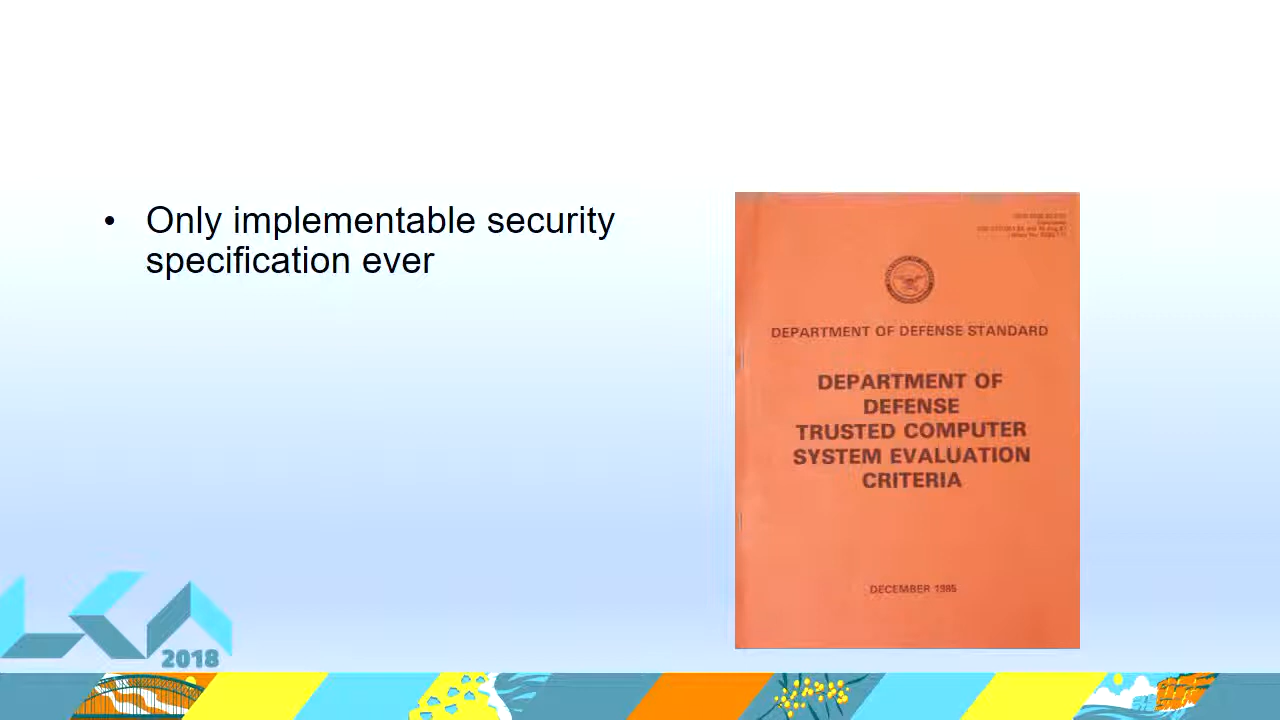 • Only implementable security
specification ever
DEPARTMENT OF DEFENSE STANDARD
DEPARTMENT OF
DEFENSE
TRUSTED COMPUTER
SYSTEM EVALUATION
CRITERIA
DECEMBER 1985
LCA
2018